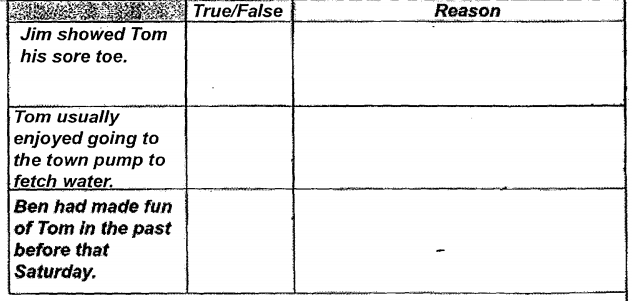 True/False Reason
Jim showed Tom
his sore toe.
Tom usually
enjoyed going to
the town pump to
fetch water.
Ben had made fun
of Tom in the past
before that
Saturday.